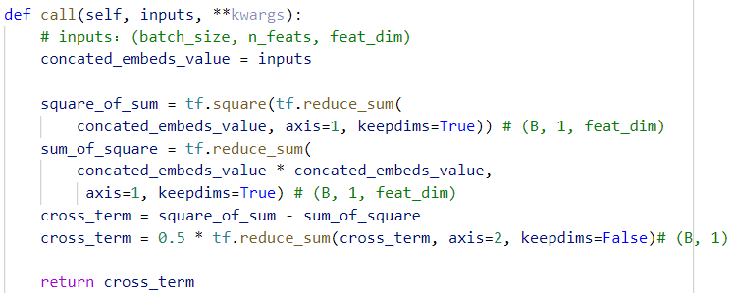 def call(self, inputs, **kwargs):
# inputs: (batch_size, n_feats, feat_dim)
concated_embeds_value = inputs
square_of_sum = tf.square(tf.reduce_sum(
concated_embeds_value, axis=1, keepdims=True)) # (B, 1, feat_dim)
sum_of_square = tf.reduce_sum(
concated_embeds_value * concated_embeds_value,
axis=1, keepdims=True) # (B, 1, feat_dim)
cross_term = square_of_sum - sum_of_square
cross_term = 0.5 * tf.reduce_sum(cross_term, axis=2, keepdims=False)# (B, 1)
return cross_term